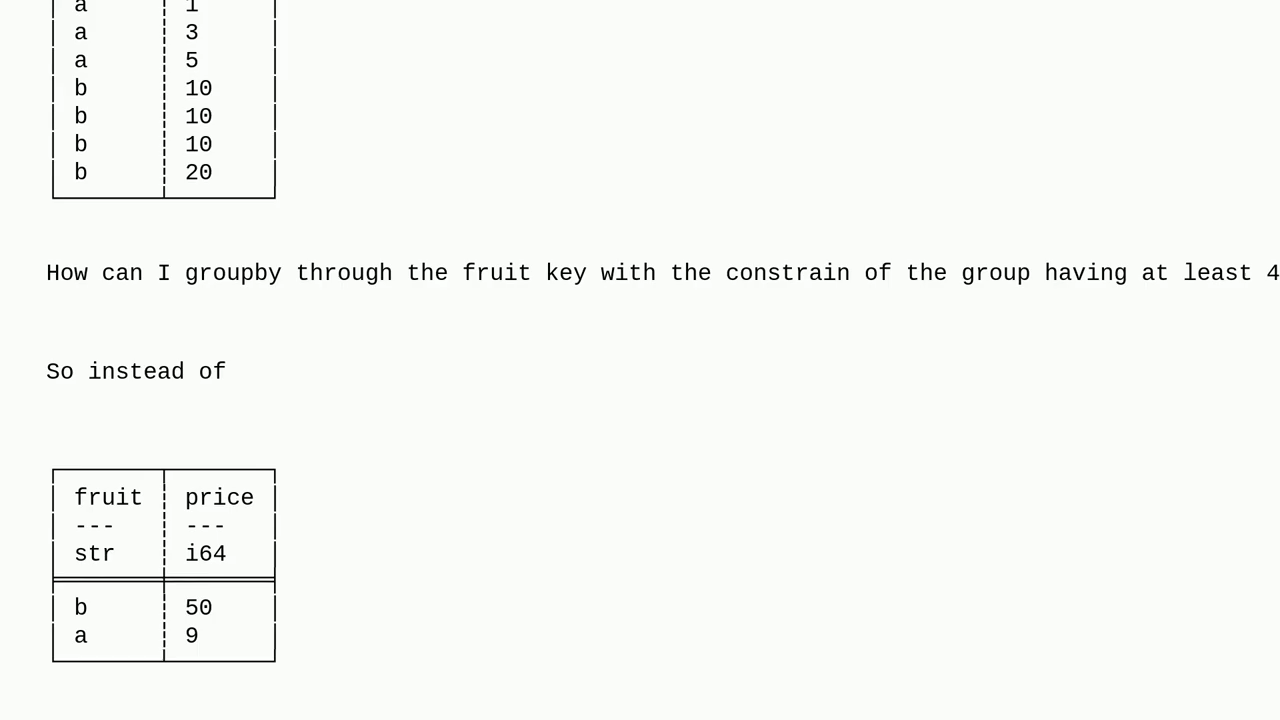 a 1
a 3
a 5
b 10
b 10
b 10
b 20
How can I groupby through the fruit key with the constrain of the group having at least 4
So instead of
fruit price
--- ---
str i64
b 50
a 9